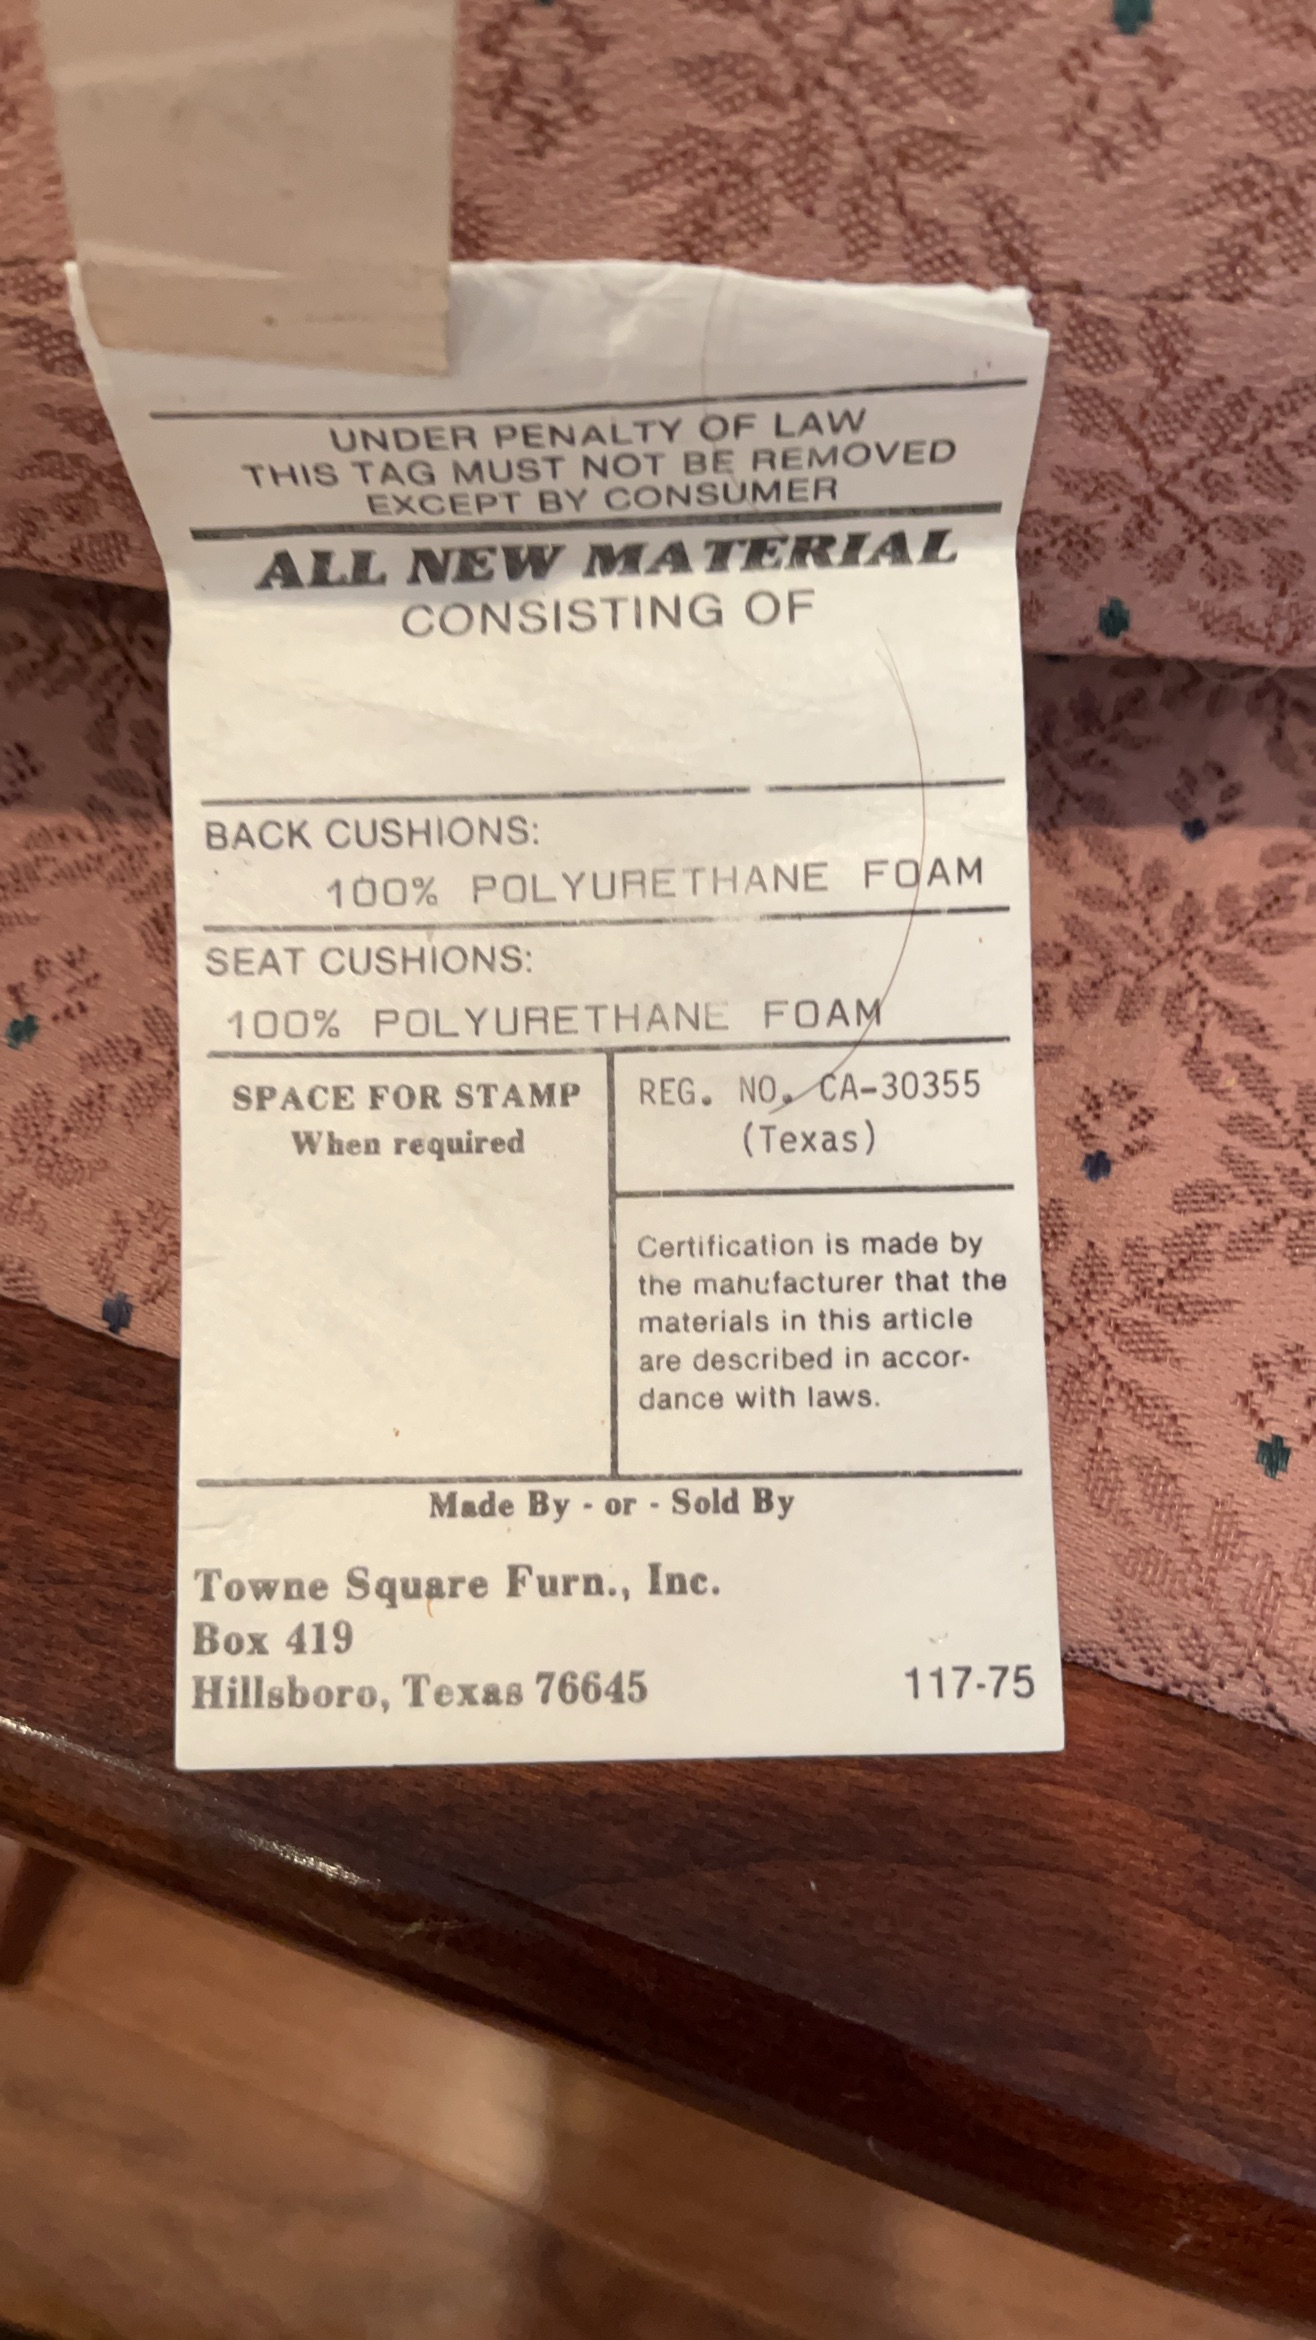 UNDER PENALTY OF LAW
THIS TAG MUST NOT BE REMOVED
EXCEPT BY CONSUMER
ALL NEW MATERIAL
CONSISTING OF
BACK CUSHIONS:
100% POLYURETHANE FOAM
SEAT CUSHIONS:
100% POLYURETHANE FOAM
SPACE FOR STAMP
When required
REG. NO. CA-30355
(Texas)
Certification is made by
the manufacturer that the
materials in this article
are described in accor-
dance with laws.
Made By - or - Sold By
Towne Square Furn., Inc.
Box 419
Hillsboro, Texas 76645
117-75